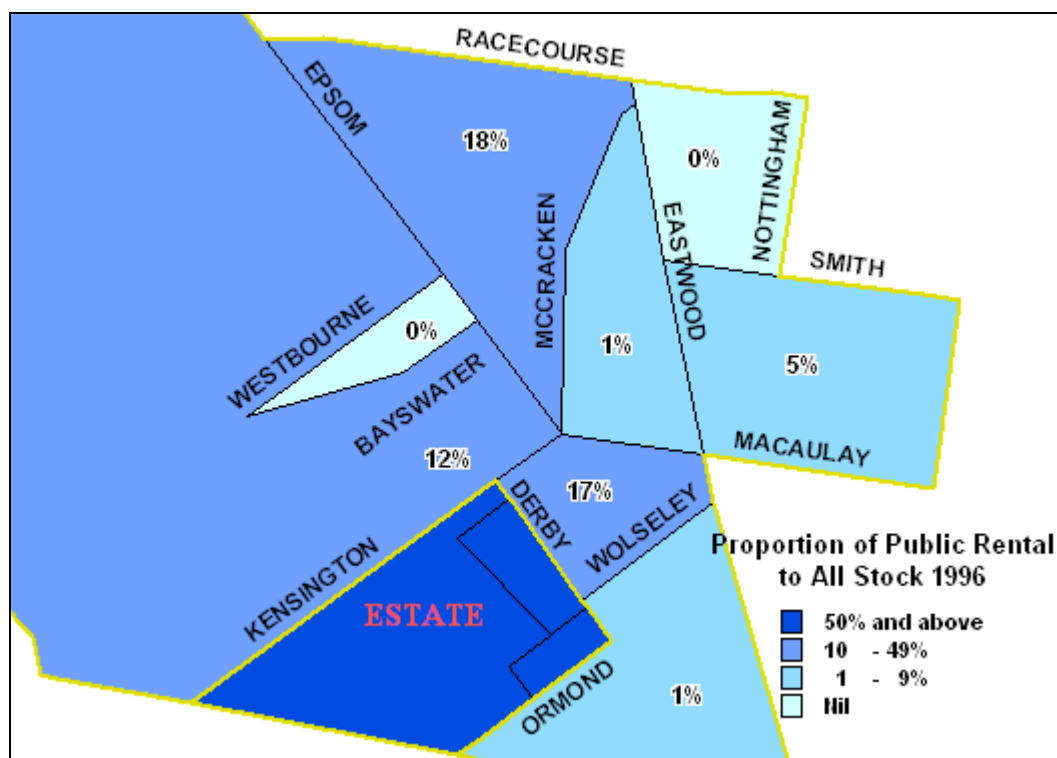 RACECOURSE
EPSOM
18%
0%
NOTTINGHAM
MCCRACKEN
EASTWOOD
SMITH
WESTBOURNE
0%
1%
5%
BAYSWATER
MACAULAY
12%
17%
DERBY
WOLSELEY
KENSINGTON
ESTATE
ORMOND
1%
Proportion of Public Rental
to All Stock 1996
50% and above
10 - 49%
1 - 9%
Nil